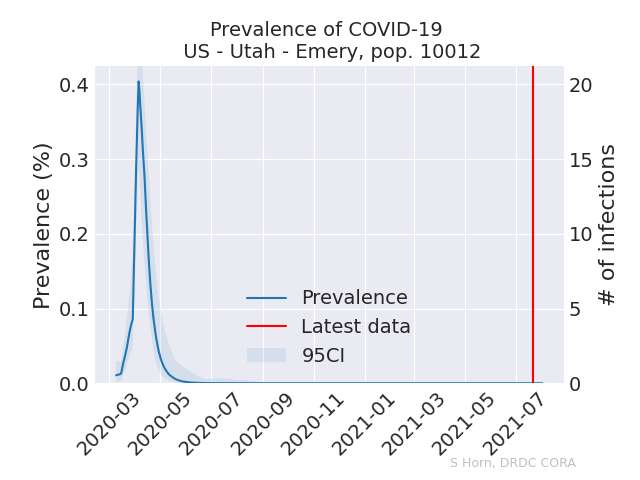 Prevalence of COVID-19
US - Utah - Emery, pop. 10012
Prevalence (%)
0.4
0.3
0.2
0.1
0.0
20
15
10
5
0
# of infections
Prevalence
Latest data
95CI
2020-03
2020-05
2020-07
2020-09
2020-11
2021-01
2021-03
2021-05
2021-07
S Horn, DRDC CORA